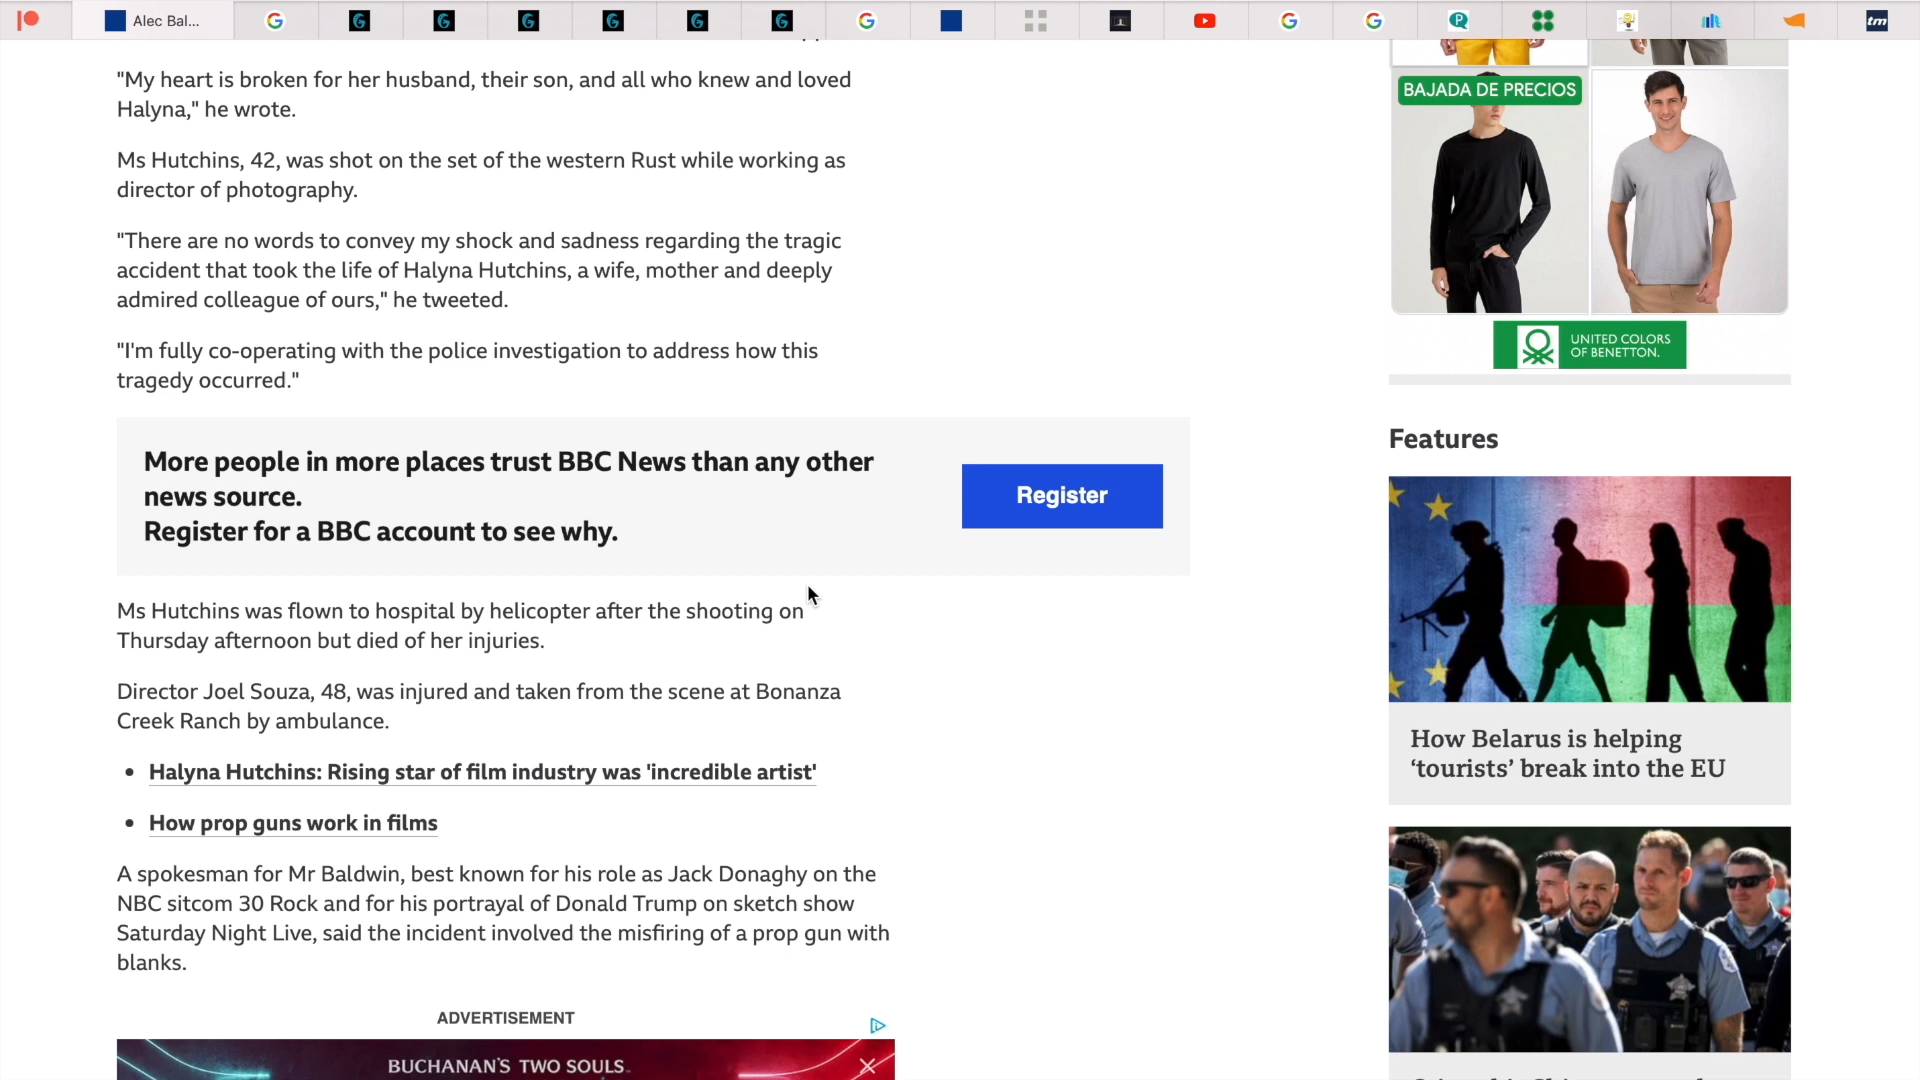 Alec Bal...
"My heart is broken for her husband, their son, and all who knew and loved
Halyna," he wrote.
Ms Hutchins, 42, was shot on the set of the western Rust while working as
director of photography.
"There are no words to convey my shock and sadness regarding the tragic
accident that took the life of Halyna Hutchins, a wife, mother and deeply
admired colleague of ours," he tweeted.
"I'm fully co-operating with the police investigation to address how this
tragedy occurred."
More people in more places trust BBC News than any other
news source.
Register for a BBC account to see why.
Register
Ms Hutchins was flown to hospital by helicopter after the shooting on
Thursday afternoon but died of her injuries.
Director Joel Souza, 48, was injured and taken from the scene at Bonanza
Creek Ranch by ambulance.
• Halyna Hutchins: Rising star of film industry was 'incredible artist'
• How prop guns work in films
A spokesman for Mr Baldwin, best known for his role as Jack Donaghy on the
NBC sitcom 30 Rock and for his portrayal of Donald Trump on sketch show
Saturday Night Live, said the incident involved the misfiring of a prop gun with
blanks.
ADVERTISEMENT
BUCHANAN'S TWO SOULS
BAJADA DE PRECIOS
UNITED COLORS
OF BENETTON.
Features
How Belarus is helping
‘tourists’ break into the EU
tm